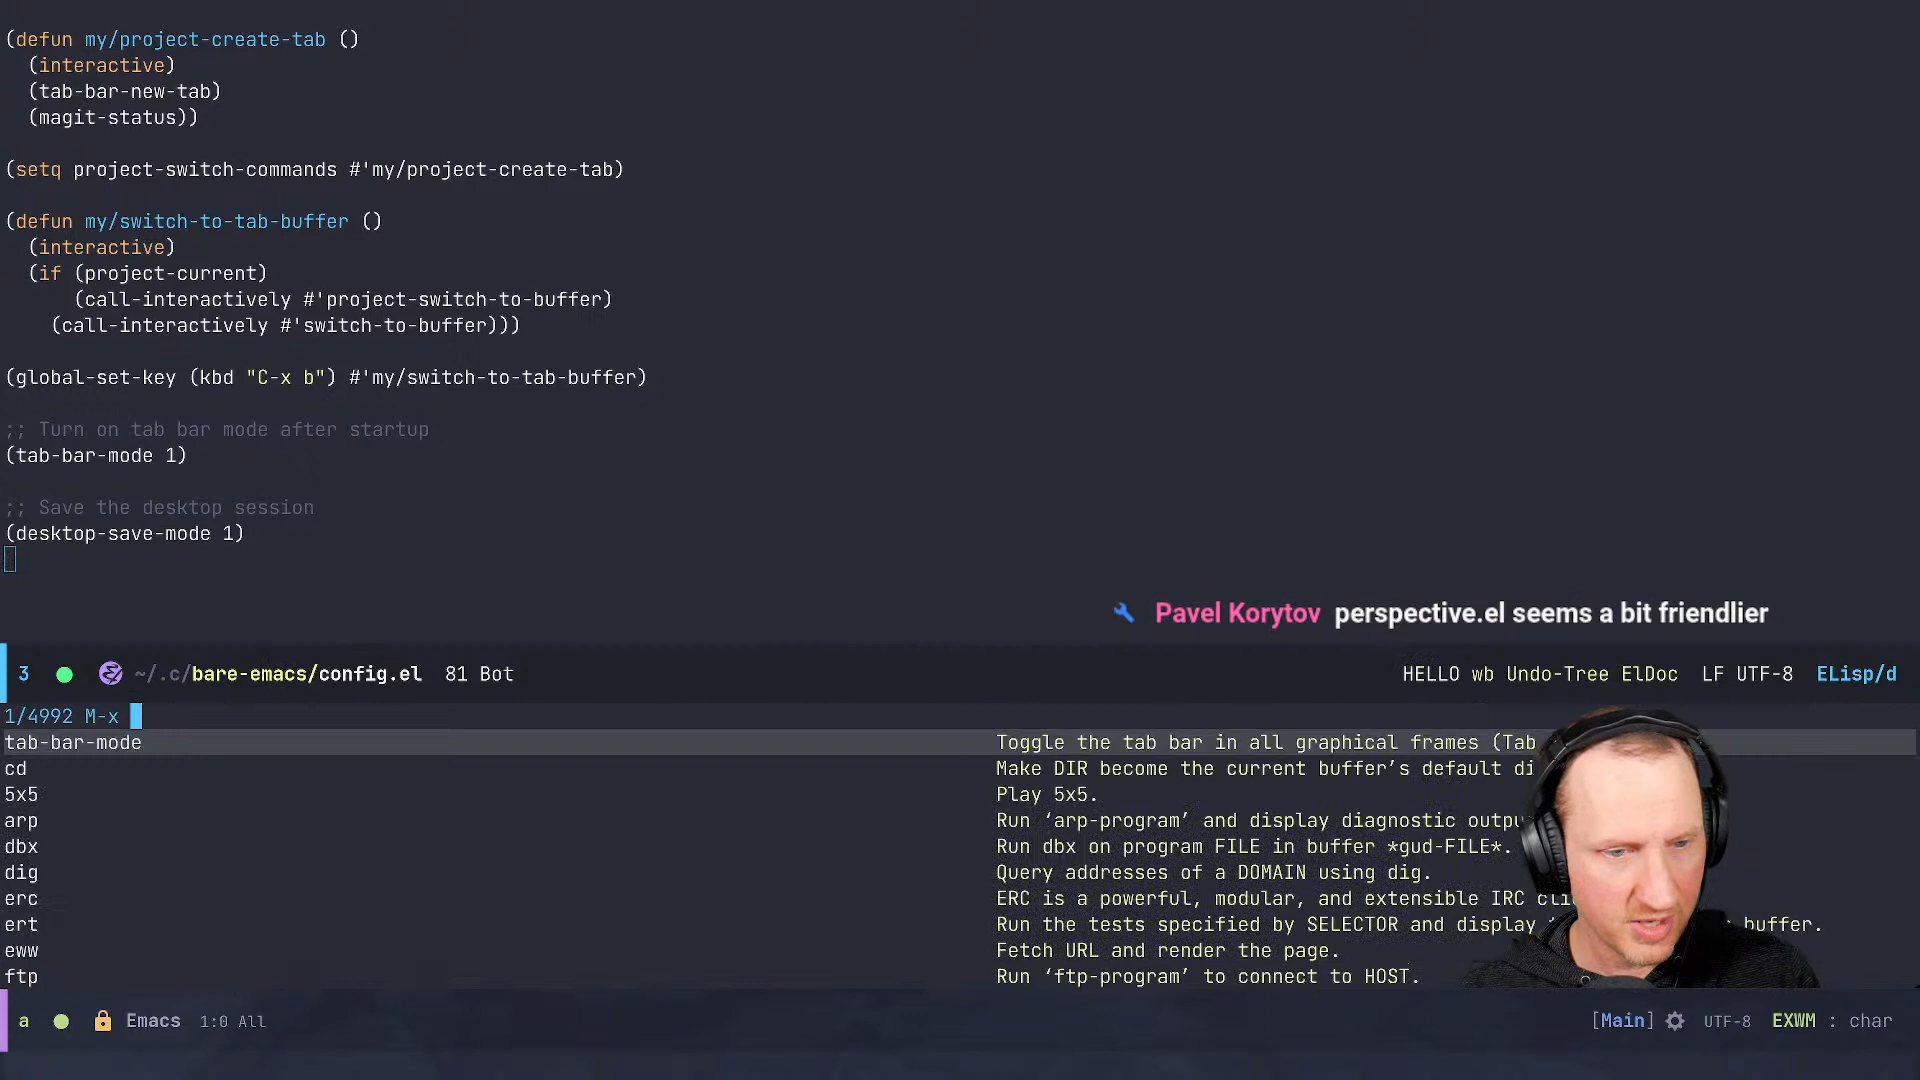 (defun my/project-create-tab ()
  (interactive)
  (tab-bar-new-tab)
  (magit-status))
(setq project-switch-commands #'my/project-create-tab)
(defun my/switch-to-tab-buffer ()
  (interactive)
  (if (project-current)
      (call-interactively #'project-switch-to-buffer)
    (call-interactively #'switch-to-buffer)))
(global-set-key (kbd "C-x b") #'my/switch-to-tab-buffer)
;; Turn on tab bar mode after startup
(tab-bar-mode 1)
;; Save the desktop session
(desktop-save-mode 1)
Pavel Korytov perspective.el seems a bit friendlier
3 ~/.c/bare-emacs/config.el 81 Bot HELLO wb Undo-Tree ElDoc LF UTF-8 ELisp/d
1/4992 M-x
tab-bar-mode Toggle the tab bar in all graphical frames (Tab
cd Make DIR become the current buffer’s default di
5x5 Play 5x5.
arp Run ‘arp-program’ and display diagnostic outpu
dbx Run dbx on program FILE in buffer *gud-FILE*.
dig Query addresses of a DOMAIN using dig.
erc ERC is a powerful, modular, and extensible IRC cli
ert Run the tests specified by SELECTOR and display buffer.
eww Fetch URL and render the page.
ftp Run ‘ftp-program’ to connect to HOST.
a Emacs 1:0 All [Main] UTF-8 EXWM : char